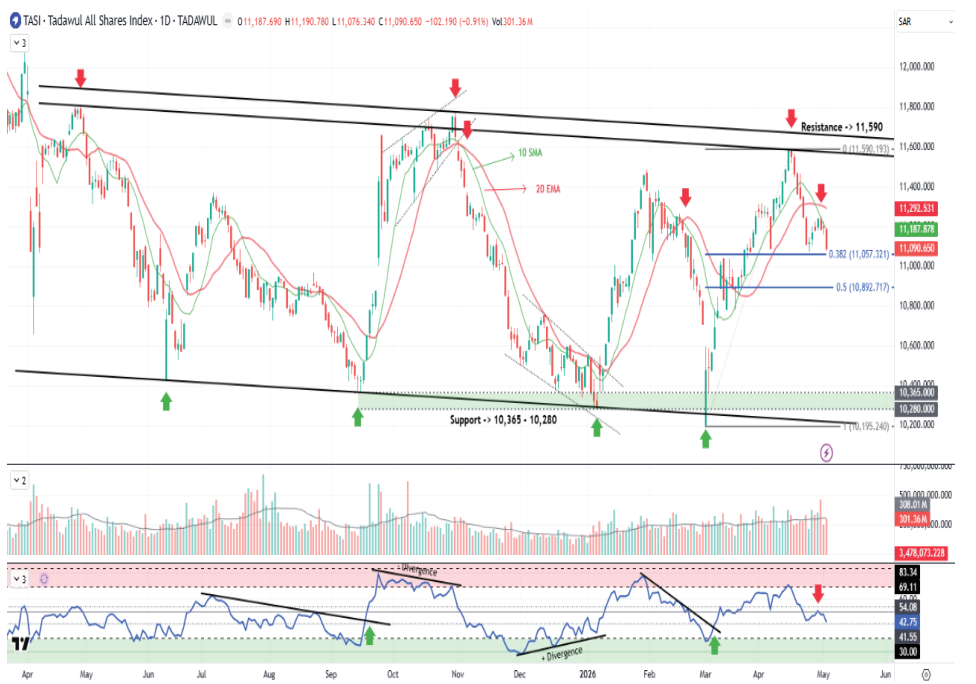 TASI · Tadawul All Shares Index · 1D · TADAWUL O11,187.690 H11,190.780 L11,076.340 C11,090.650 -102.190 (-0.91%) Vol301.36M
SAR
3
12,000.000
11,800.000
Resistance -> 11,590
11,600.000
0 (11,590.193)
10 SMA
20 EMA
11,400.000
11,292.531
11,187.878
11,090.650
0.382 (11,057.321)
11,000.000
0.5 (10,892.717)
10,800.000
10,600.000
10,400.000
10,365.000
10,280.000
Support -> 10,365 - 10,280
10,200.000
1 (10,195.240)
2
750,000,000.000
500,000,000.000
308.01M
301.36M
3,478,073.228
3
- Divergence
83.34
69.11
60.00
54.08
42.75
41.55
30.00
+ Divergence
Apr May Jun Jul Aug Sep Oct Nov Dec 2026 Feb Mar Apr May Jun